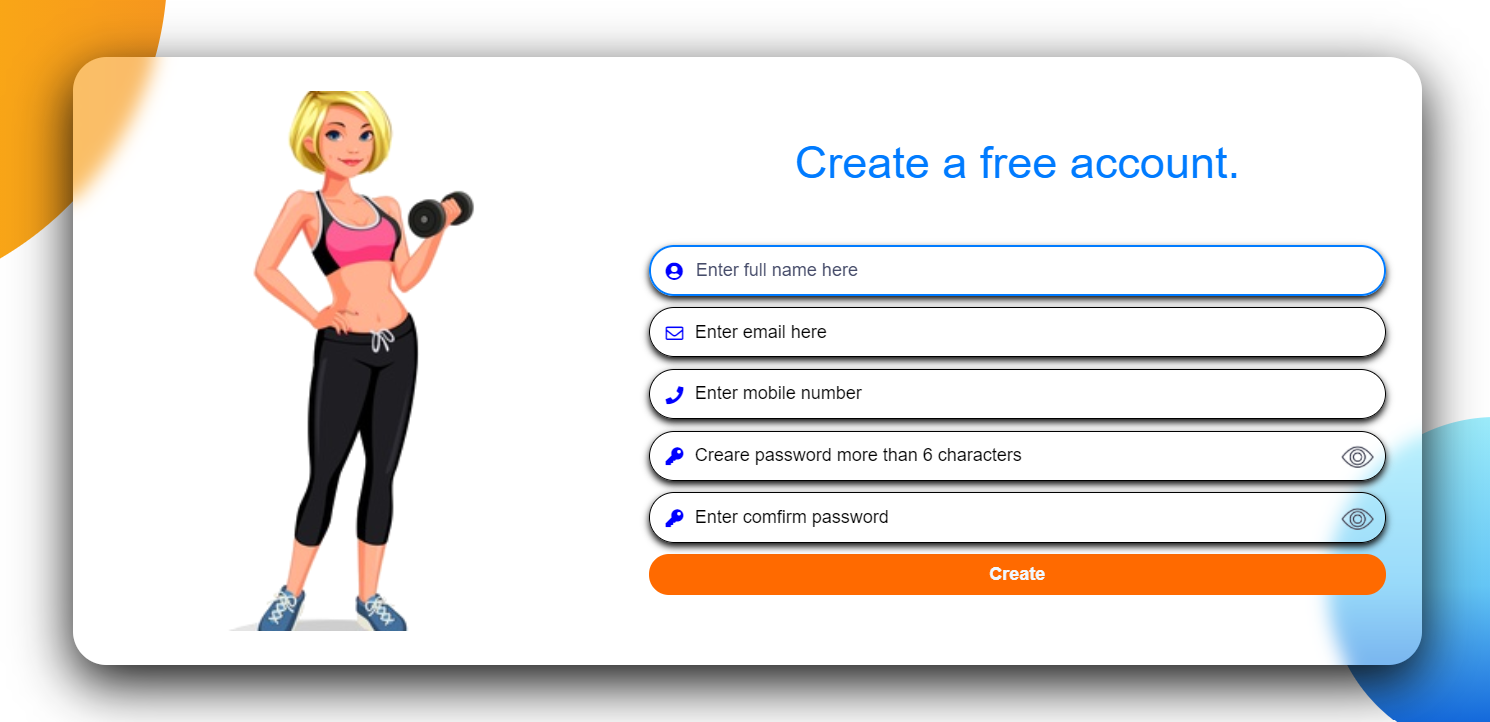 Create a free account.
Enter full name here
Enter email here
Enter mobile number
Creare password more than 6 characters
Enter comfirm password
Create